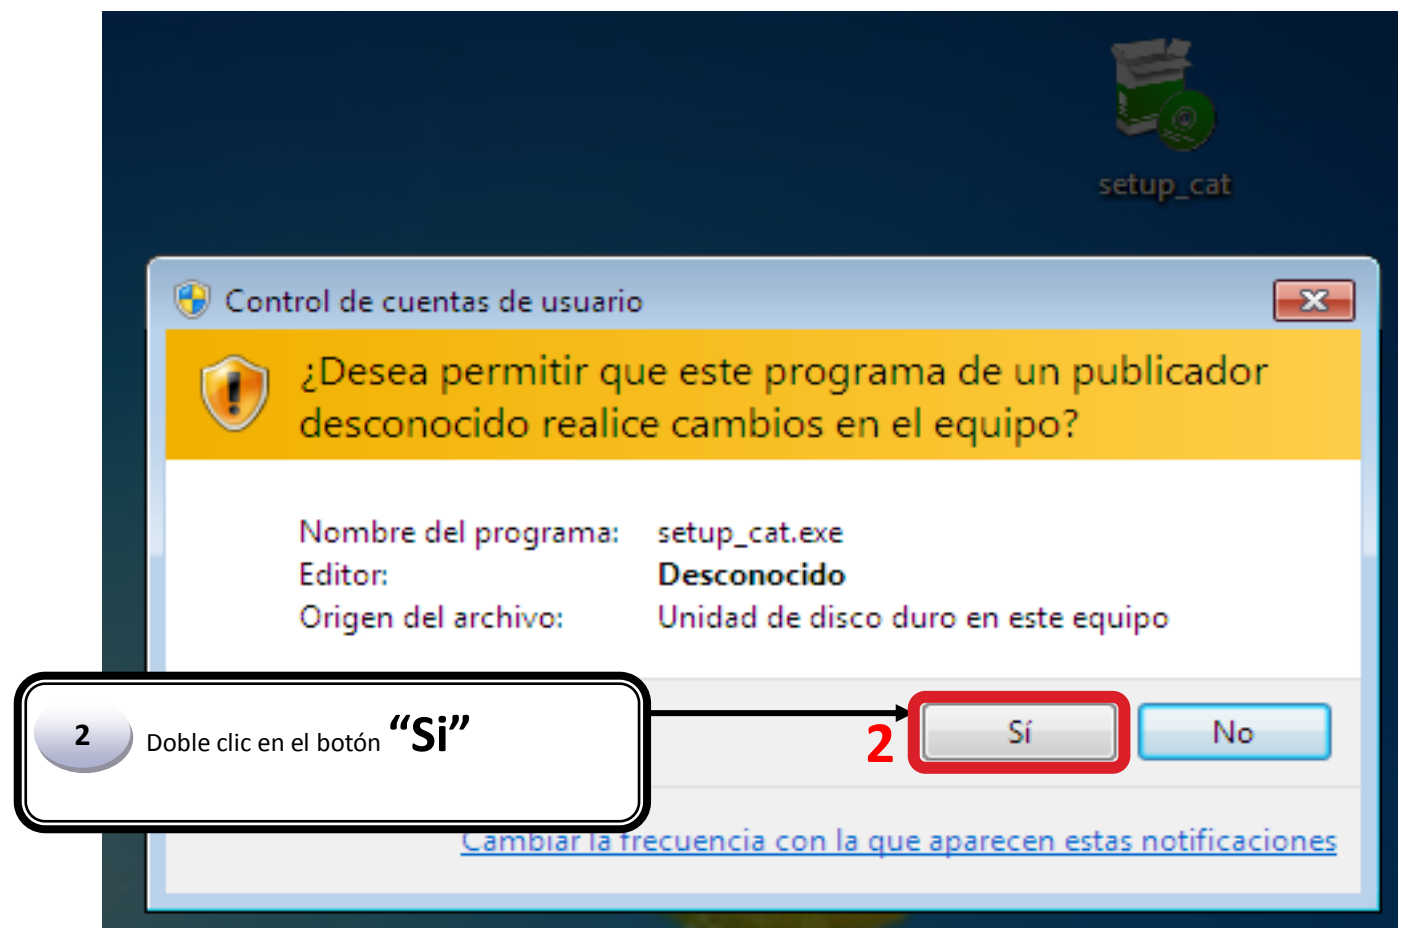 setup_cat
Control de cuentas de usuario
¿Desea permitir que este programa de un publicador
desconocido realice cambios en el equipo?
Nombre del programa: setup_cat.exe
Editor: Desconocido
Origen del archivo: Unidad de disco duro en este equipo
2 Doble clic en el botón “Si”
2 Sí No
Cambiar la frecuencia con la que aparecen estas notificaciones